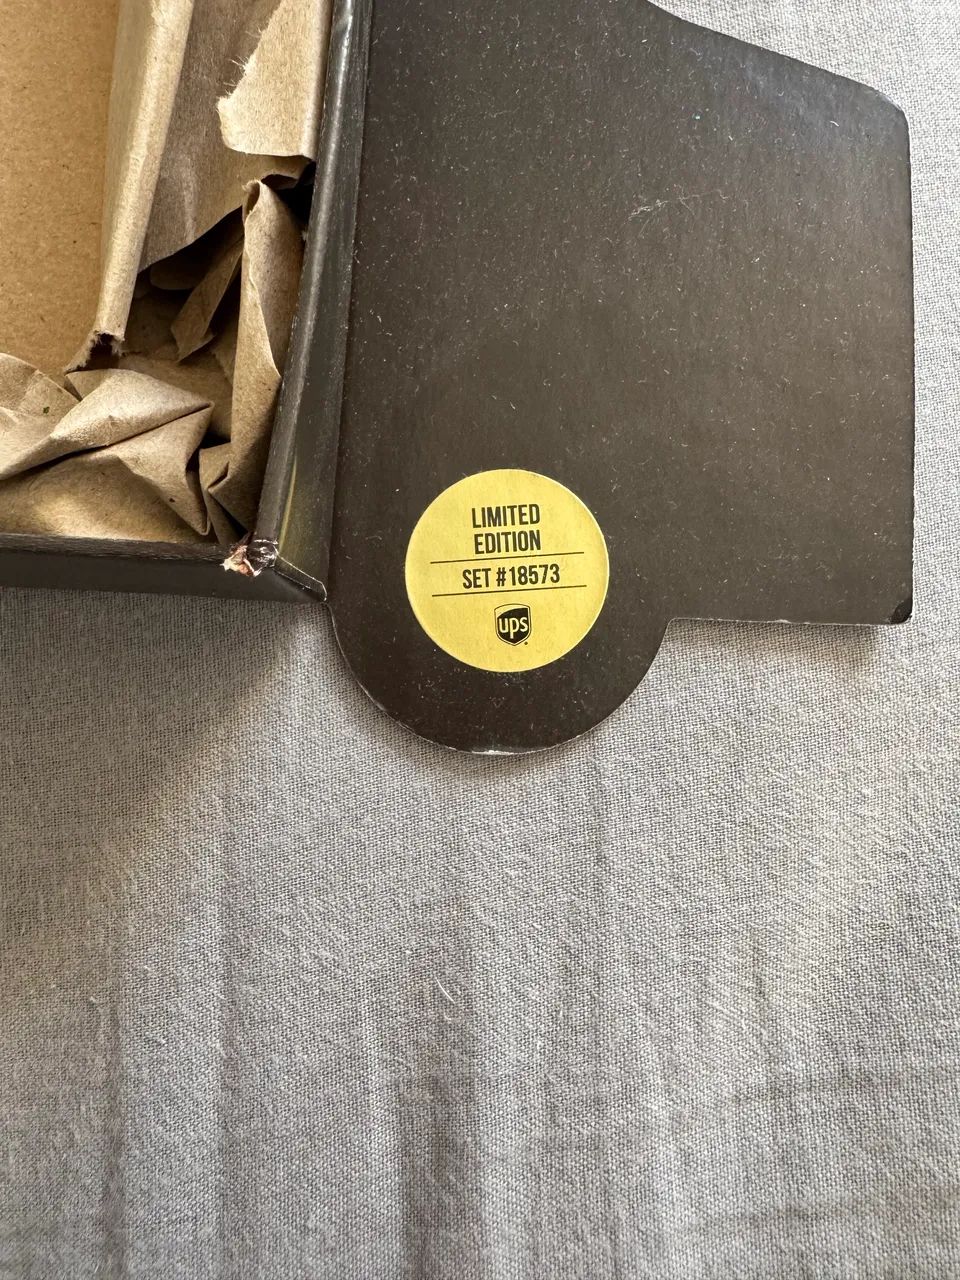 LIMITED
EDITION
SET #18573
ups